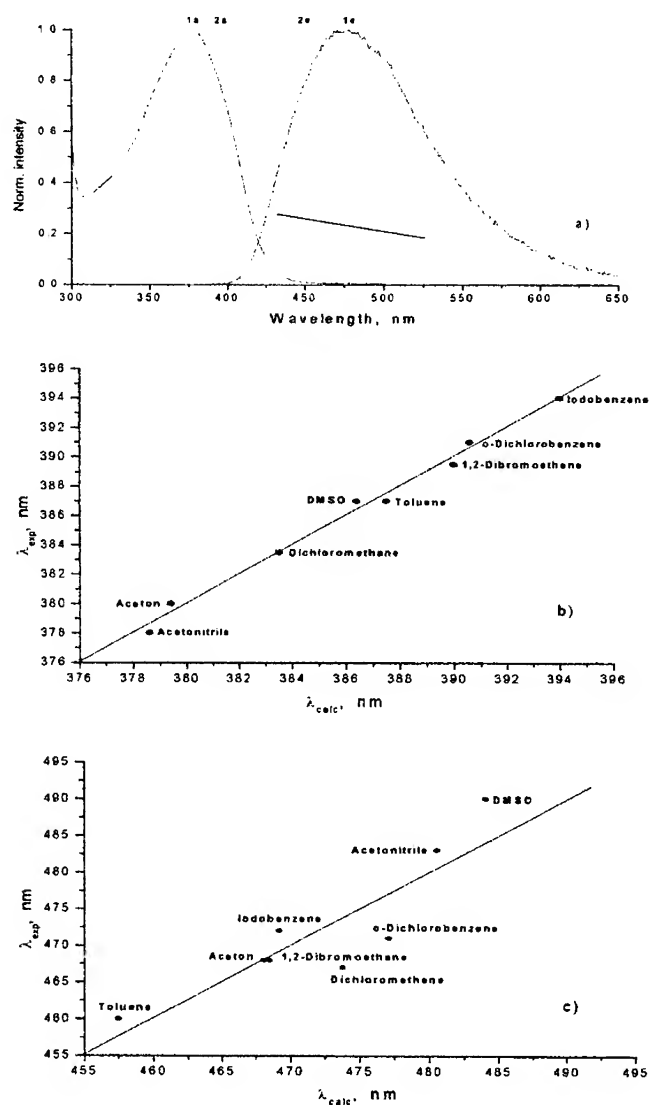 1a 2a 2e 1e
1.0
0.8
0.6
0.4
0.2
0.0
Norm. intensity
a)
300 350 400 450 500 550 600 650
Wavelength, nm
396
394
392
390
388
386
384
382
380
378
376
λexp, nm
Iodobenzene
o-Dichlorobenzene
1,2-Dibromoethane
DMSO
Toluene
Dichloromethane
Aceton
Acetonitrile
b)
376 378 380 382 384 386 388 390 392 394 396
λcalc, nm
495
490
485
480
475
470
465
460
455
λexp, nm
DMSO
Acetonitrile
Iodobenzene
o-Dichlorobenzene
Aceton
1,2-Dibromoethane
Dichloromethane
Toluene
c)
455 460 465 470 475 480 485 490 495
λcalc, nm